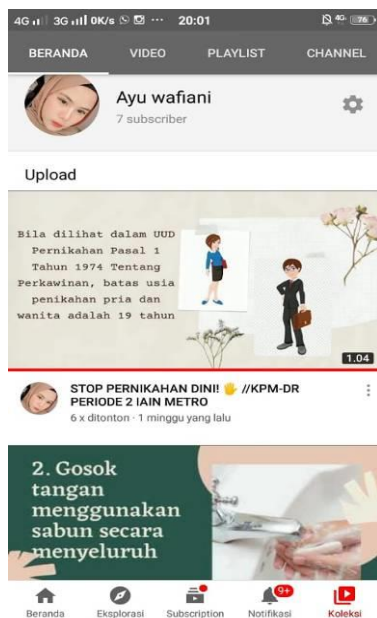 4G 3G 0K/s ··· 20:01 4G 76
BERANDA VIDEO PLAYLIST CHANNEL
Ayu wafiani
7 subscriber
Upload
Bila dilihat dalam UUD
Pernikahan Pasal 1
Tahun 1974 Tentang
Perkawinan, batas usia
penikahan pria dan
wanita adalah 19 tahun
1.04
STOP PERNIKAHAN DINI! 🖐 //KPM-DR
PERIODE 2 IAIN METRO
6 x ditonton · 1 minggu yang lalu
2. Gosok
tangan
menggunakan
sabun secara
menyeluruh
9+
Beranda Eksplorasi Subscription Notifikasi Koleksi